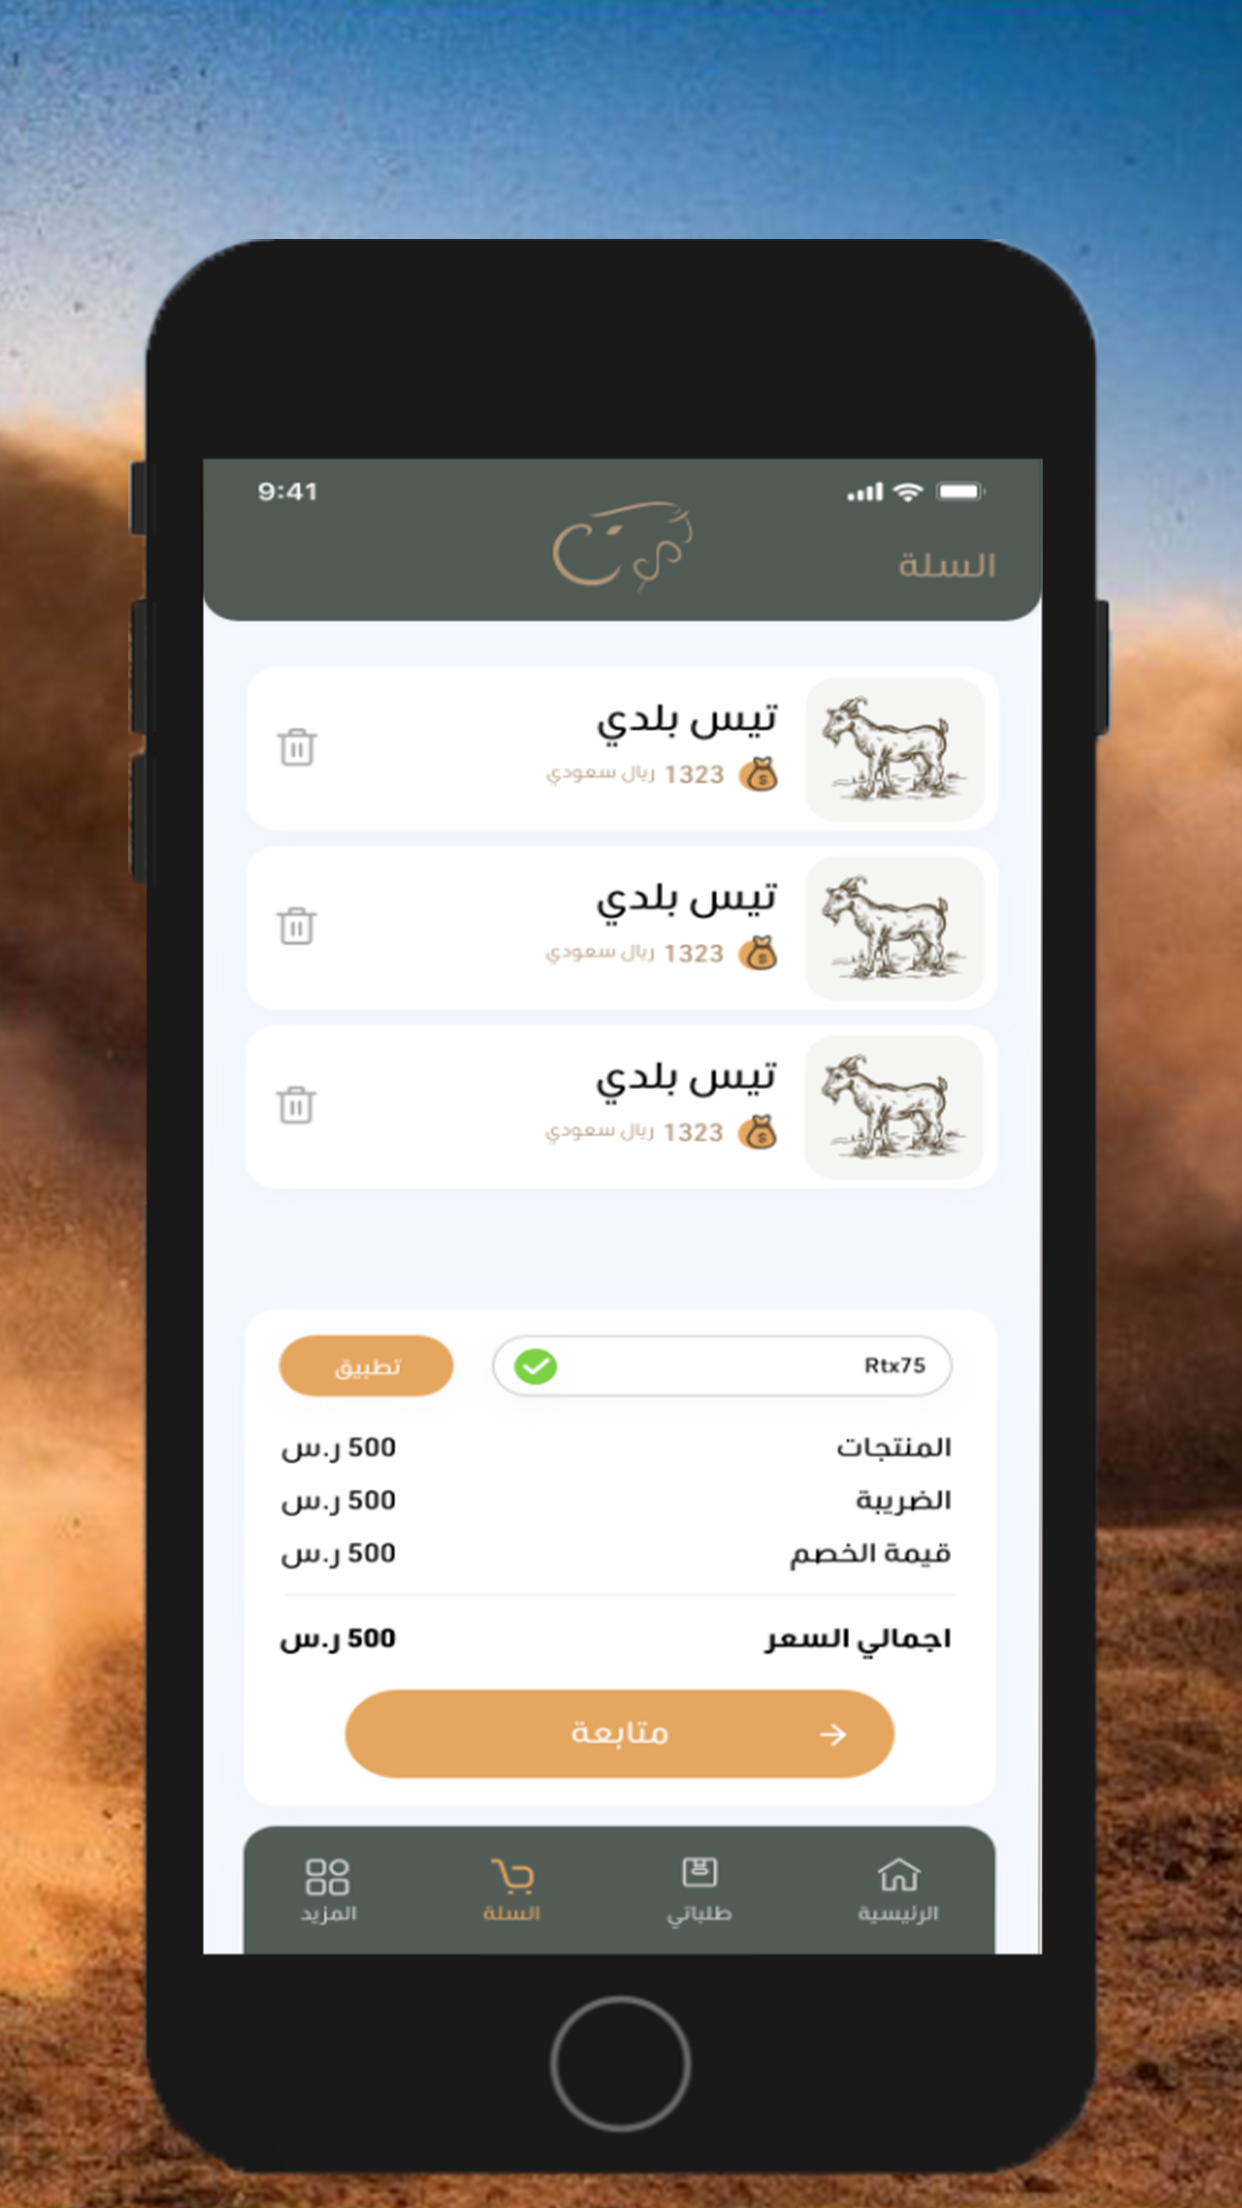 9:41
السلة
تيس بلدي
1323 ريال سعودي
تيس بلدي
1323 ريال سعودي
تيس بلدي
1323 ريال سعودي
Rtx75
تطبيق
المنتجات 500 ر.س
الضريبة 500 ر.س
قيمة الخصم 500 ر.س
اجمالي السعر 500 ر.س
متابعة
الرئيسية طلباتي السلة المزيد